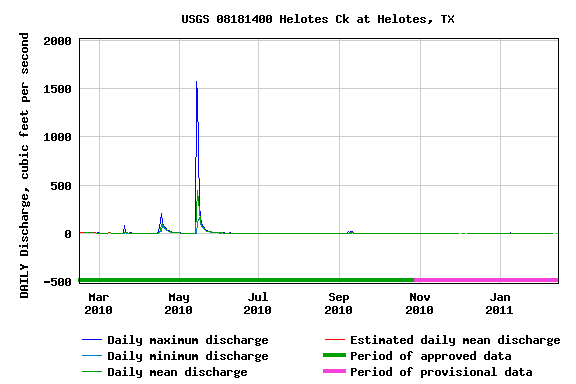 USGS 08181400 Helotes Ck at Helotes, TX
DAILY Discharge, cubic feet per second
2000
1500
1000
500
0
-500
Mar 2010
May 2010
Jul 2010
Sep 2010
Nov 2010
Jan 2011
Daily maximum discharge
Daily minimum discharge
Daily mean discharge
Estimated daily mean discharge
Period of approved data
Period of provisional data